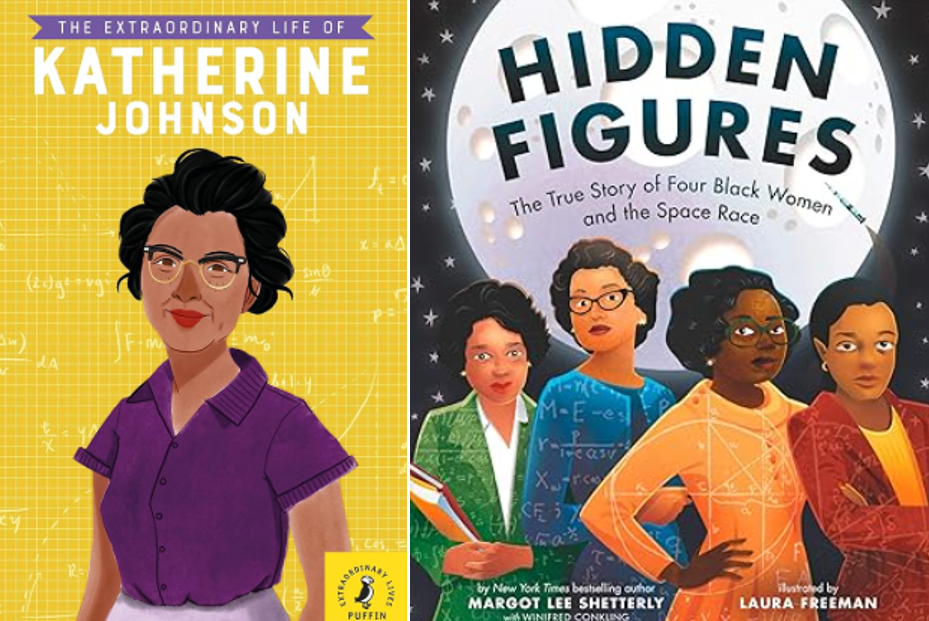 THE EXTRAORDINARY LIFE OF
KATHERINE
JOHNSON
EXTRAORDINARY LIVES
PUFFIN
HIDDEN
FIGURES
The True Story of Four Black Women
and the Space Race
M=E-e
by New York Times bestselling author
MARGOT LEE SHETTERLY
with WINIFRED CONKLING
illustrated by
LAURA FREEMAN